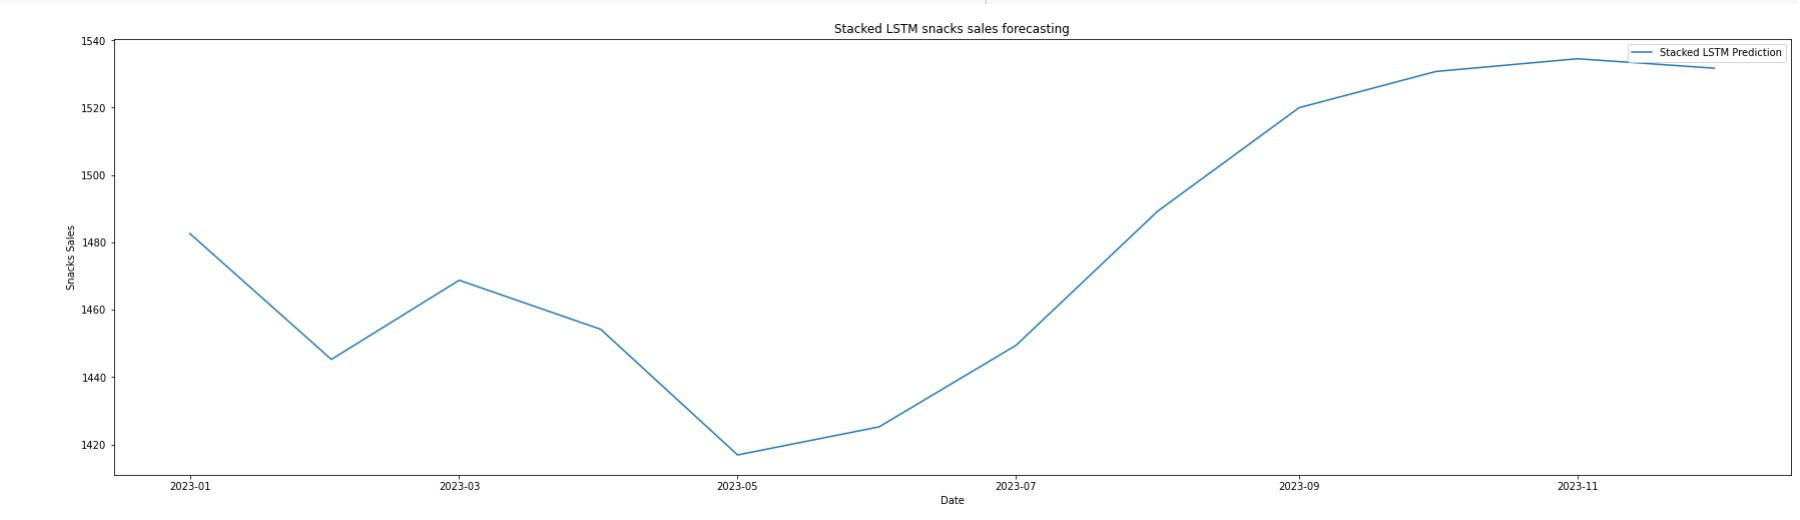 Stacked LSTM snacks sales forecasting
Stacked LSTM Prediction
1540
1520
1500
1480
1460
1440
1420
Snacks Sales
2023-01 2023-03 2023-05 2023-07 2023-09 2023-11
Date